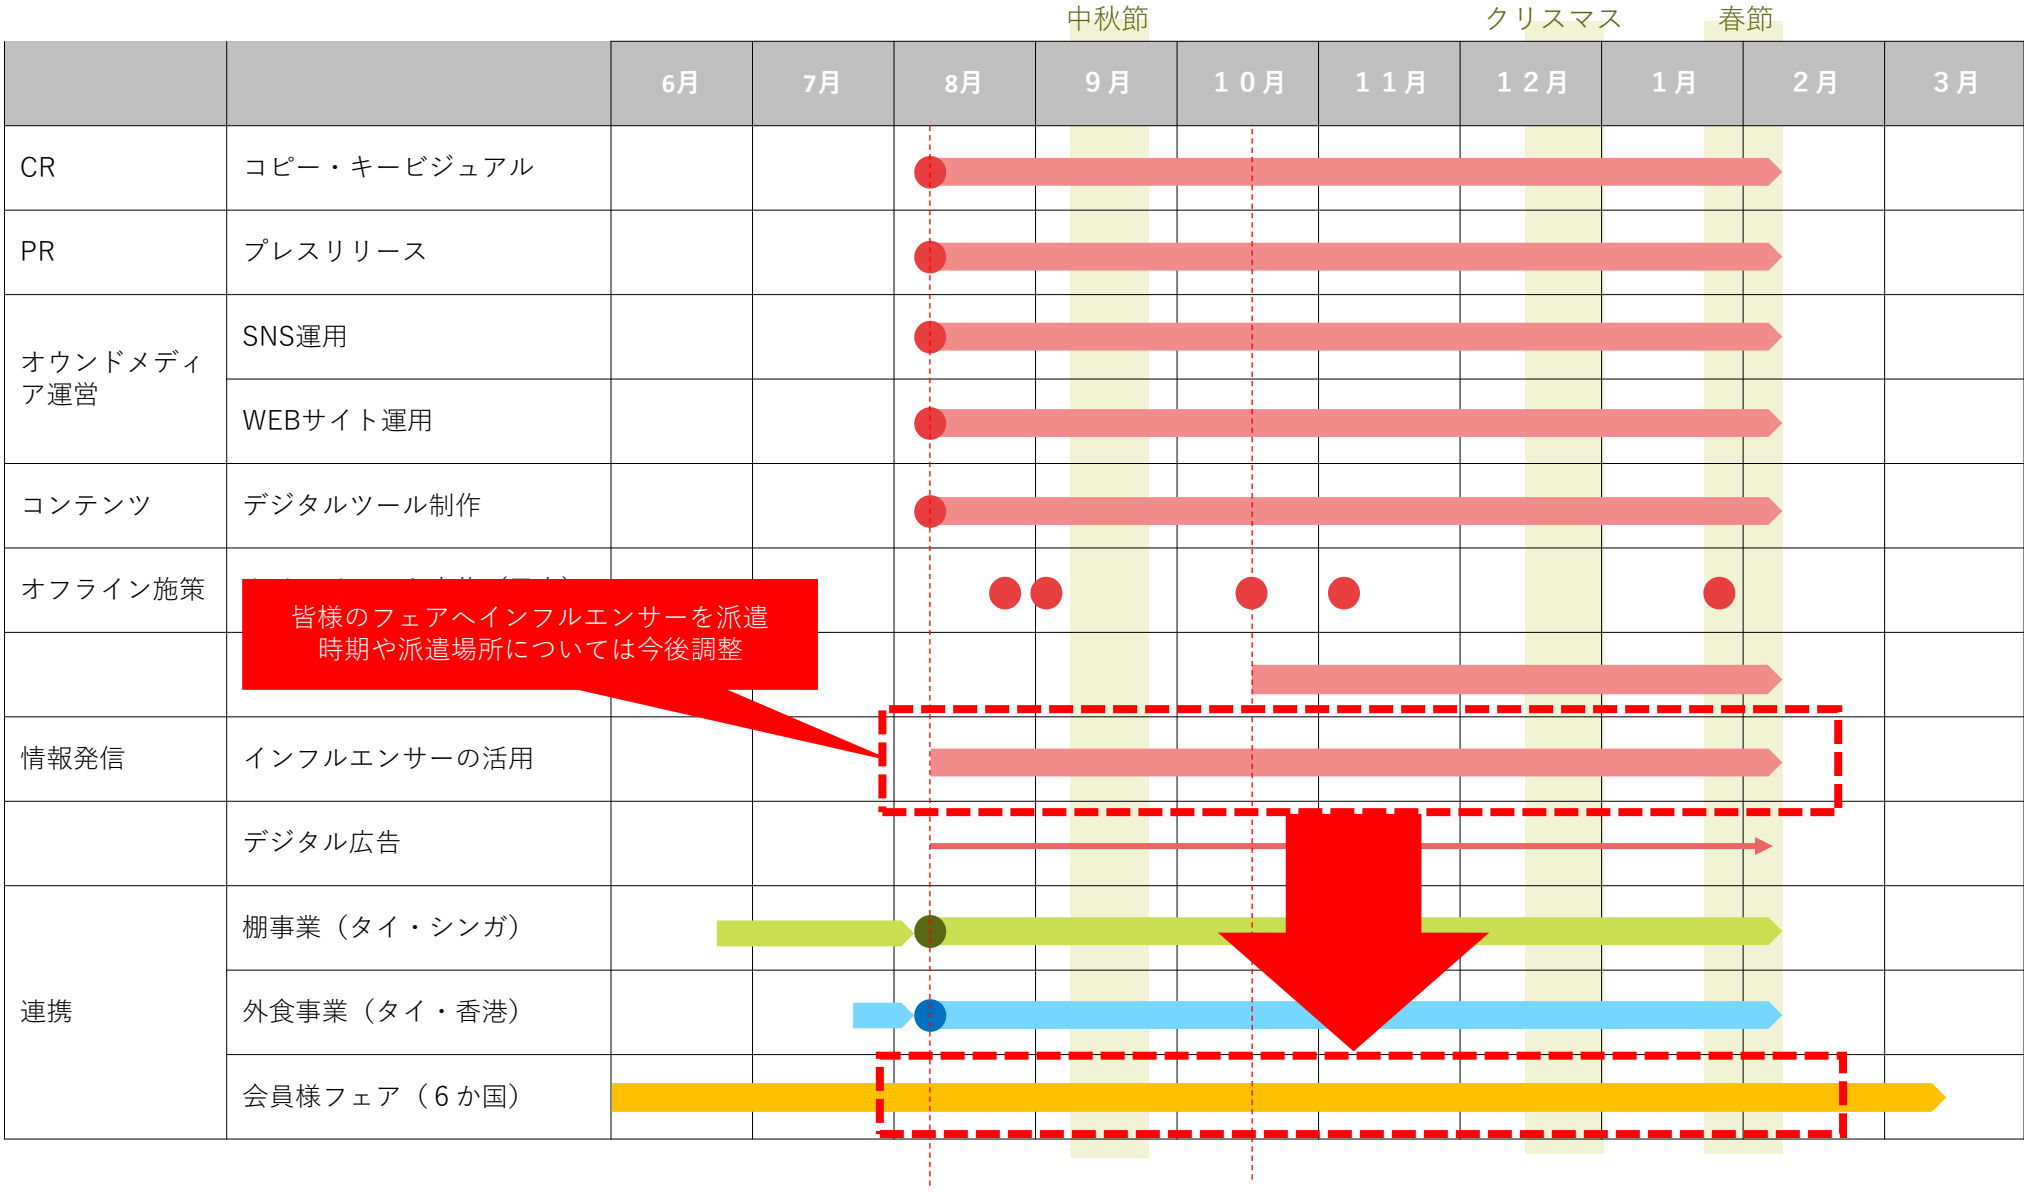 中秋節
クリスマス
春節
6月
7月
8月
９月
１０月
１１月
１２月
１月
２月
３月
CR
コピー・キービジュアル
PR
プレスリリース
オウンドメディ
ア運営
SNS運用
WEBサイト運用
コンテンツ
デジタルツール制作
オフライン施策
皆様のフェアへインフルエンサーを派遣
時期や派遣場所については今後調整
情報発信
インフルエンサーの活用
デジタル広告
連携
棚事業（タイ・シンガ）
外食事業（タイ・香港）
会員様フェア（６か国）